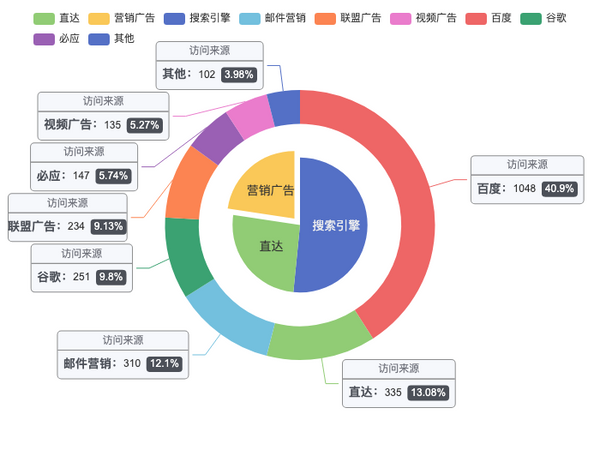 直达 营销广告 搜索引擎 邮件营销 联盟广告 视频广告 百度 谷歌
必应 其他
访问来源
其他: 102 3.98%
访问来源
视频广告: 135 5.27%
访问来源
必应: 147 5.74%
访问来源
联盟广告: 234 9.13%
访问来源
谷歌: 251 9.8%
访问来源
邮件营销: 310 12.1%
访问来源
百度: 1048 40.9%
访问来源
直达: 335 13.08%
营销广告
搜索引擎
直达